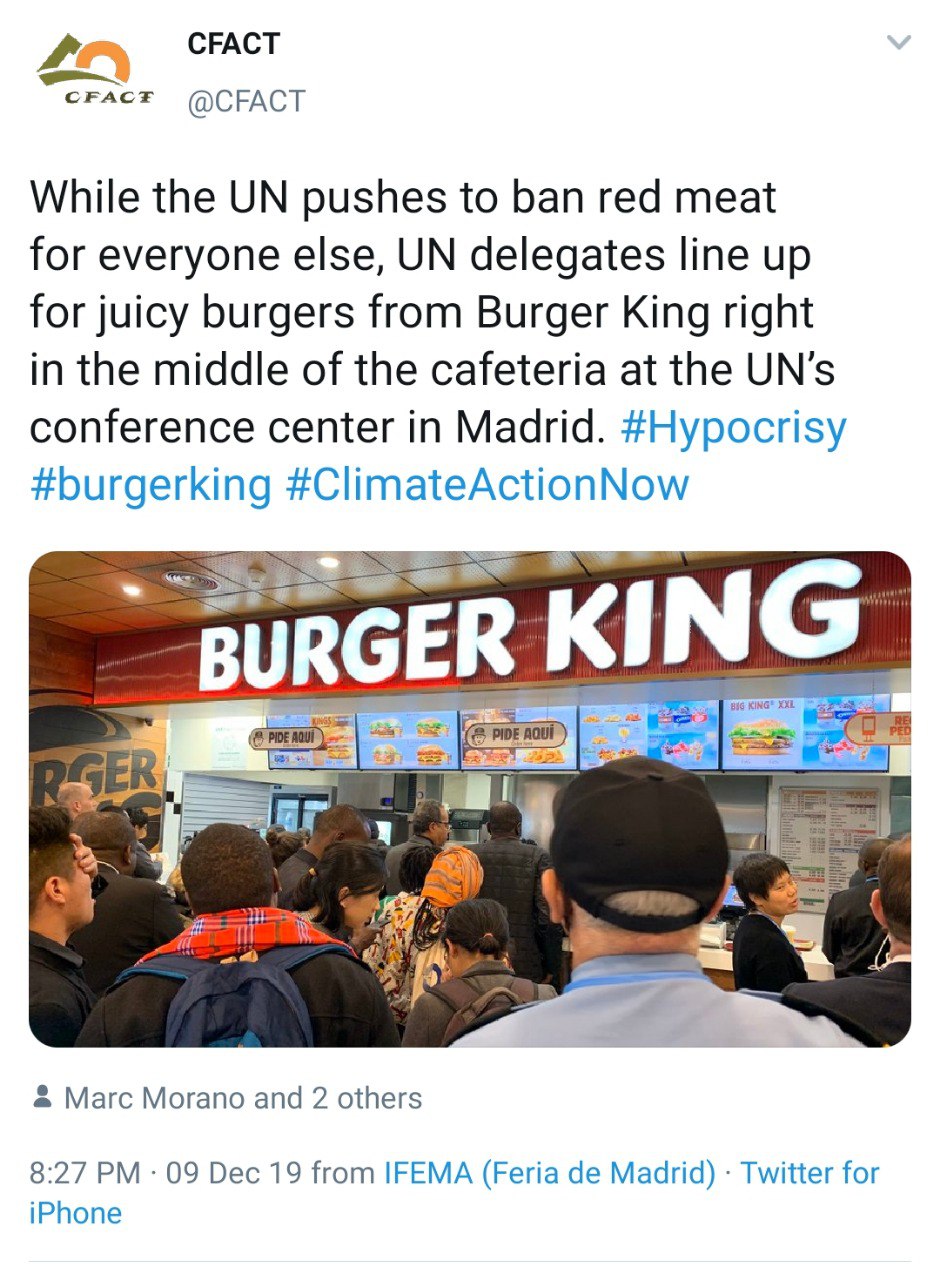 CFACT
CFACT
@CFACT
While the UN pushes to ban red meat
for everyone else, UN delegates line up
for juicy burgers from Burger King right
in the middle of the cafeteria at the UN’s
conference center in Madrid. #Hypocrisy
#burgerking #ClimateActionNow
BURGER KING
KINGS
PIDE AQUÍ
PIDE AQUÍ
BIG KING® XXL
RGER
Marc Morano and 2 others
8:27 PM · 09 Dec 19 from IFEMA (Feria de Madrid) · Twitter for
iPhone